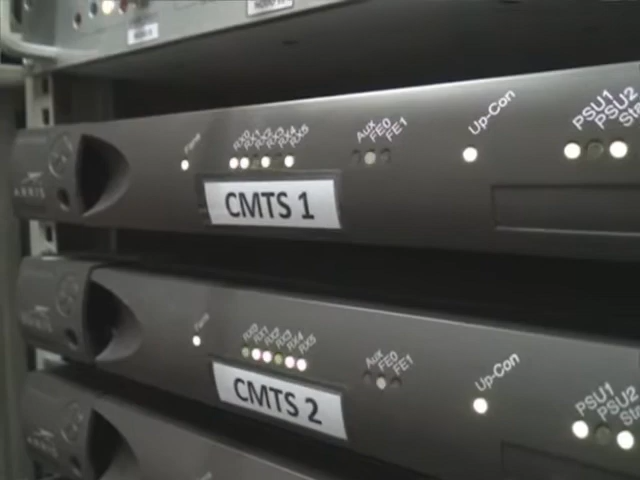 Fans RX0 RX1 RX2 RX3 RX4 RX5 Aux FE0 FE1 Up-Con PSU1 PSU2
CMTS 1
ARRIS
Fans RX0 RX1 RX2 RX3 RX4 RX5 Aux FE0 FE1 Up-Con PSU1 PSU2
CMTS 2
ARRIS